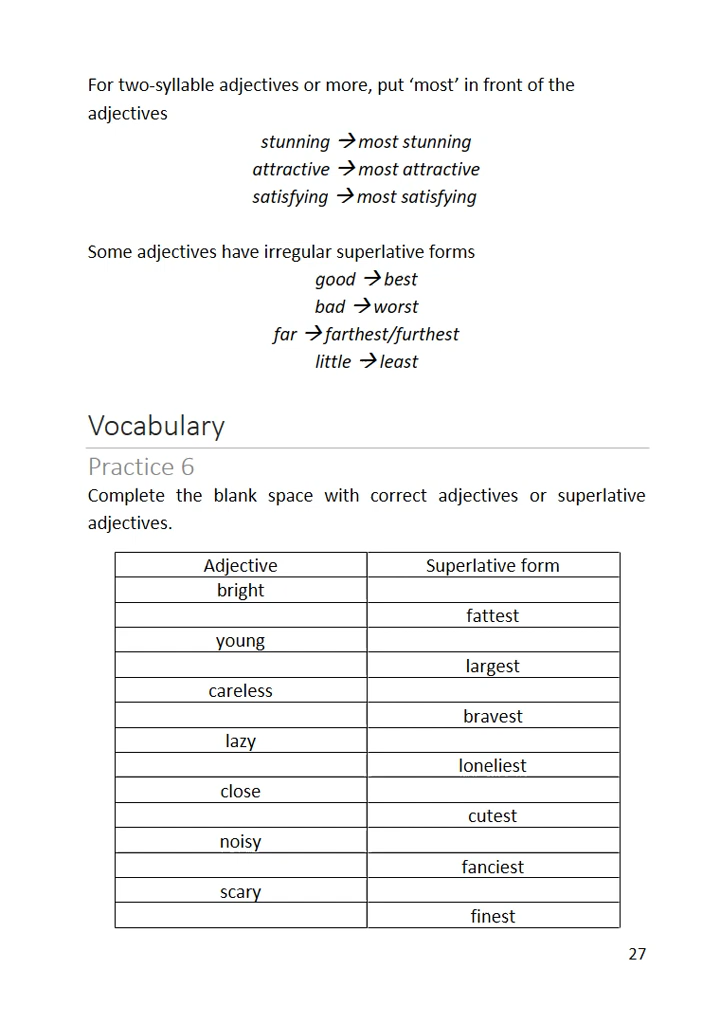 For two-syllable adjectives or more, put ‘most’ in front of the
adjectives
stunning → most stunning
attractive → most attractive
satisfying → most satisfying
Some adjectives have irregular superlative forms
good → best
bad → worst
far → farthest/furthest
little → least
Vocabulary
Practice 6
Complete the blank space with correct adjectives or superlative
adjectives.
Adjective Superlative form
bright
fattest
young
largest
careless
bravest
lazy
loneliest
close
cutest
noisy
fanciest
scary
finest
27